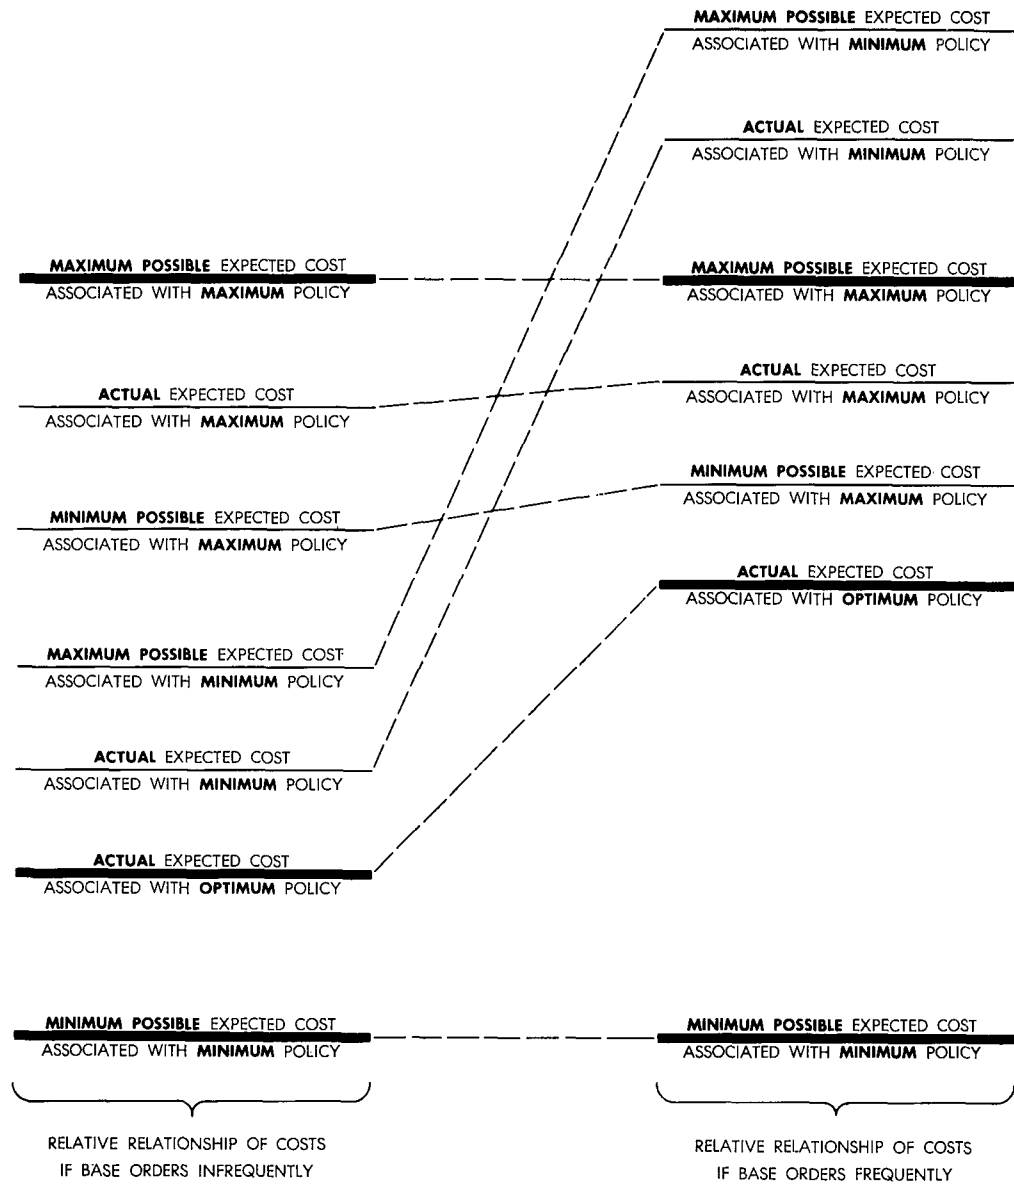 MAXIMUM POSSIBLE EXPECTED COST
ASSOCIATED WITH MINIMUM POLICY
ACTUAL EXPECTED COST
ASSOCIATED WITH MINIMUM POLICY
MAXIMUM POSSIBLE EXPECTED COST
ASSOCIATED WITH MAXIMUM POLICY
MAXIMUM POSSIBLE EXPECTED COST
ASSOCIATED WITH MAXIMUM POLICY
ACTUAL EXPECTED COST
ASSOCIATED WITH MAXIMUM POLICY
ACTUAL EXPECTED COST
ASSOCIATED WITH MAXIMUM POLICY
MINIMUM POSSIBLE EXPECTED COST
ASSOCIATED WITH MAXIMUM POLICY
MINIMUM POSSIBLE EXPECTED COST
ASSOCIATED WITH MAXIMUM POLICY
ACTUAL EXPECTED COST
ASSOCIATED WITH OPTIMUM POLICY
MAXIMUM POSSIBLE EXPECTED COST
ASSOCIATED WITH MINIMUM POLICY
ACTUAL EXPECTED COST
ASSOCIATED WITH MINIMUM POLICY
ACTUAL EXPECTED COST
ASSOCIATED WITH OPTIMUM POLICY
MINIMUM POSSIBLE EXPECTED COST
ASSOCIATED WITH MINIMUM POLICY
MINIMUM POSSIBLE EXPECTED COST
ASSOCIATED WITH MINIMUM POLICY
RELATIVE RELATIONSHIP OF COSTS
IF BASE ORDERS INFREQUENTLY
RELATIVE RELATIONSHIP OF COSTS
IF BASE ORDERS FREQUENTLY